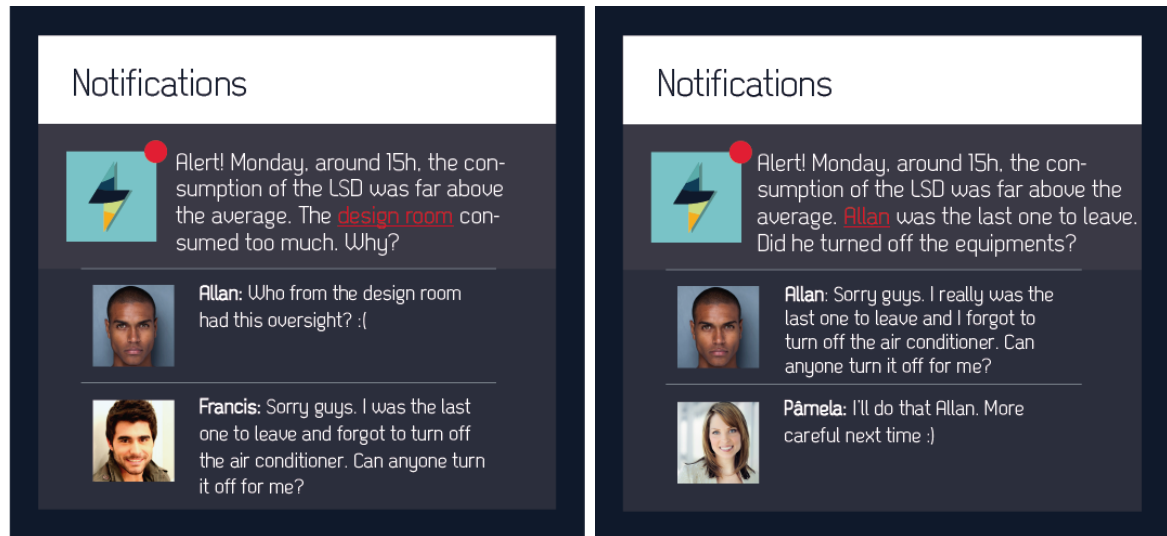 Notifications
Alert! Monday, around 15h, the con-
sumption of the LSD was far above
the average. The design room con-
sumed too much. Why?
Allan: Who from the design room
had this oversight? :(
Francis: Sorry guys. I was the last
one to leave and forgot to turn off
the air conditioner. Can anyone turn
it off for me?
Notifications
Alert! Monday, around 15h, the con-
sumption of the LSD was far above the
average. Allan was the last one to leave.
Did he turned off the equipments?
Allan: Sorry guys. I really was the
last one to leave and I forgot to
turn off the air conditioner. Can
anyone turn it off for me?
Pâmela: I'll do that Allan. More
careful next time :)